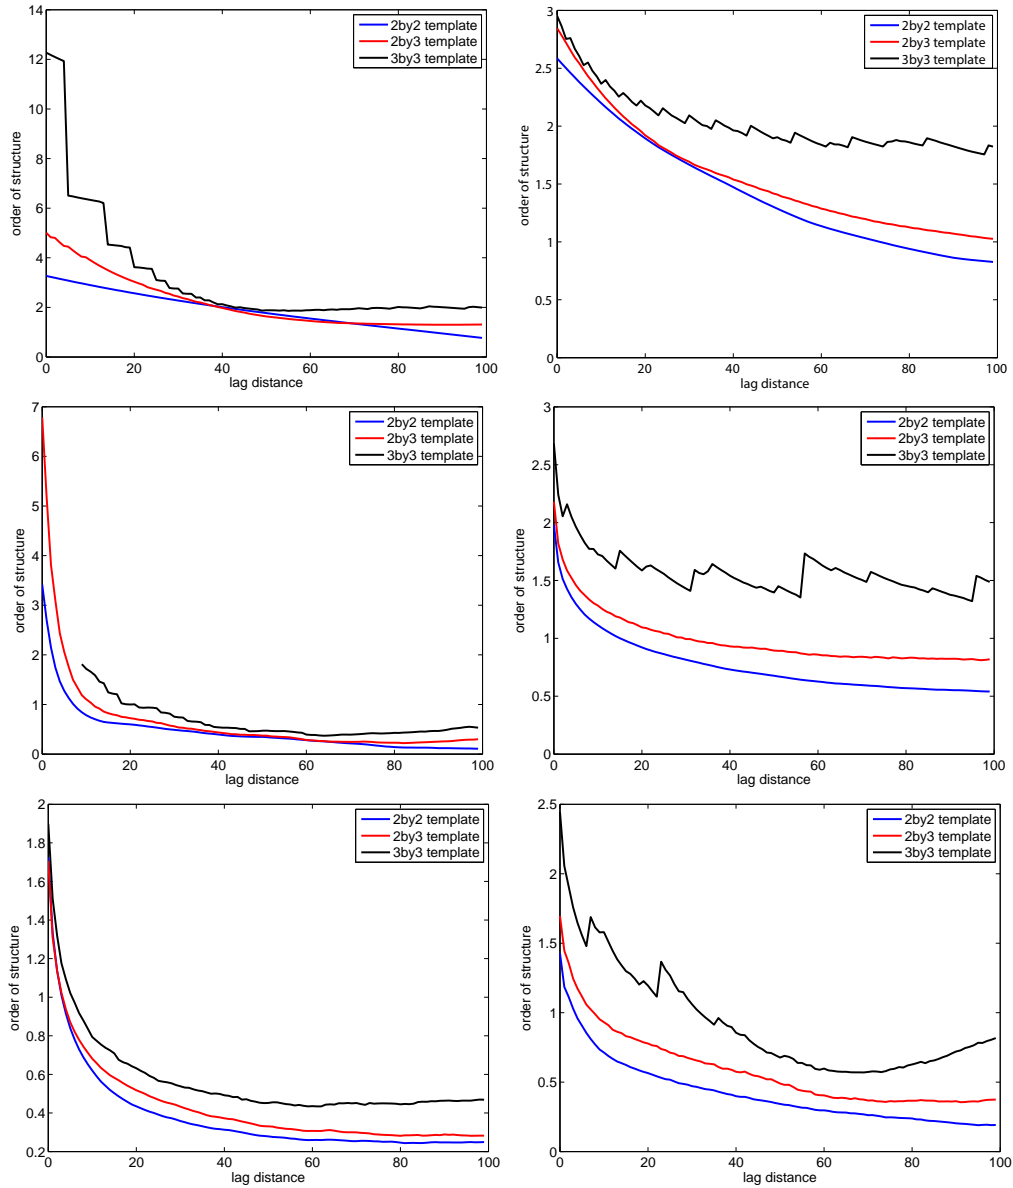 14
12
10
8
6
4
2
0
order of structure
0 20 40 60 80 100
lag distance
2by2 template
2by3 template
3by3 template
3
2.5
2
1.5
1
0.5
0
order of structure
0 20 40 60 80 100
lag distance
2by2 template
2by3 template
3by3 template
7
6
5
4
3
2
1
0
order of structure
0 20 40 60 80 100
lag distance
2by2 template
2by3 template
3by3 template
3
2.5
2
1.5
1
0.5
0
order of structure
0 20 40 60 80 100
lag distance
2by2 template
2by3 template
3by3 template
2
1.8
1.6
1.4
1.2
1
0.8
0.6
0.4
0.2
order of structure
0 20 40 60 80 100
lag distance
2by2 template
2by3 template
3by3 template
2.5
2
1.5
1
0.5
0
order of structure
0 20 40 60 80 100
lag distance
2by2 template
2by3 template
3by3 template